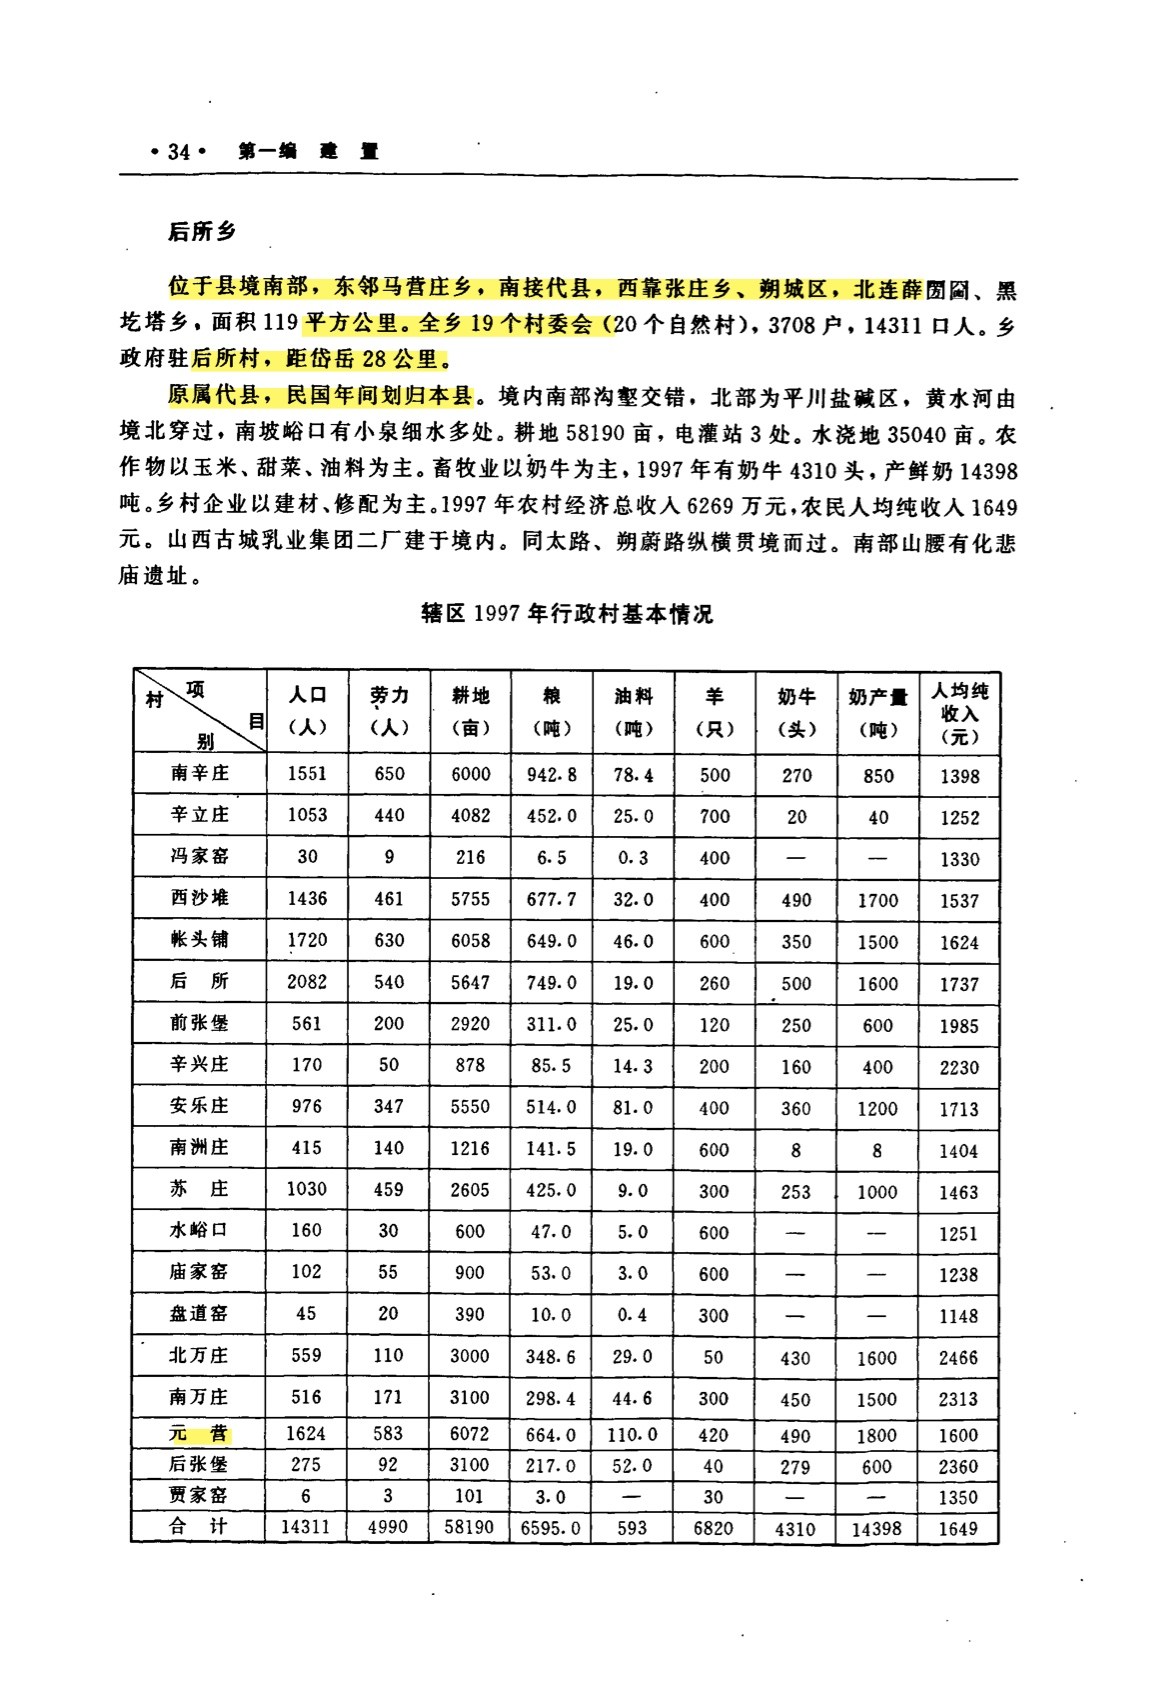 ·34· 第一编 建 置
后所乡
位于县境南部，东邻马营庄乡，南接代县，西靠张庄乡、朔城区，北连薛圐圙、黑
圪塔乡，面积119平方公里。全乡19个村委会（20个自然村），3708户，14311口人。乡
政府驻后所村，距岱岳28公里。
原属代县，民国年间划归本县。境内南部沟壑交错，北部为平川盐碱区，黄水河由
境北穿过，南坡峪口有小泉细水多处。耕地58190亩，电灌站3处。水浇地35040亩。农
作物以玉米、甜菜、油料为主。畜牧业以奶牛为主，1997年有奶牛4310头，产鲜奶14398
吨。乡村企业以建材、修配为主。1997年农村经济总收入6269万元，农民人均纯收入1649
元。山西古城乳业集团二厂建于境内。同太路、朔蔚路纵横贯境而过。南部山腰有化悲
庙遗址。
辖区1997年行政村基本情况
村别 项目 人口（人） 劳力（人） 耕地（亩） 粮（吨） 油料（吨） 羊（只） 奶牛（头） 奶产量（吨） 人均纯收入（元）
南辛庄 1551 650 6000 942.8 78.4 500 270 850 1398
辛立庄 1053 440 4082 452.0 25.0 700 20 40 1252
冯家窑 30 9 216 6.5 0.3 400 — — 1330
西沙堆 1436 461 5755 677.7 32.0 400 490 1700 1537
帐头铺 1720 630 6058 649.0 46.0 600 350 1500 1624
后 所 2082 540 5647 749.0 19.0 260 500 1600 1737
前张堡 561 200 2920 311.0 25.0 120 250 600 1985
辛兴庄 170 50 878 85.5 14.3 200 160 400 2230
安乐庄 976 347 5550 514.0 81.0 400 360 1200 1713
南洲庄 415 140 1216 141.5 19.0 600 8 8 1404
苏 庄 1030 459 2605 425.0 9.0 300 253 1000 1463
水峪口 160 30 600 47.0 5.0 600 — — 1251
庙家窑 102 55 900 53.0 3.0 600 — — 1238
盘道窑 45 20 390 10.0 0.4 300 — — 1148
北万庄 559 110 3000 348.6 29.0 50 430 1600 2466
南万庄 516 171 3100 298.4 44.6 300 450 1500 2313
元 营 1624 583 6072 664.0 110.0 420 490 1800 1600
后张堡 275 92 3100 217.0 52.0 40 279 600 2360
贾家窑 6 3 101 3.0 — 30 — — 1350
合 计 14311 4990 58190 6595.0 593 6820 4310 14398 1649